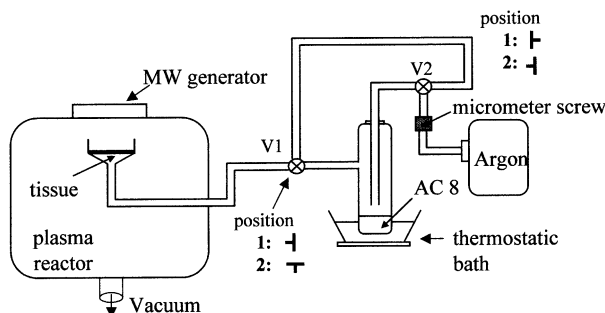 position
1: ⊢
2: ⊣
MW generator
V2
micrometer screw
V1
Argon
tissue
AC 8
position
1: ⊣
2: ┬
plasma
reactor
thermostatic
bath
Vacuum